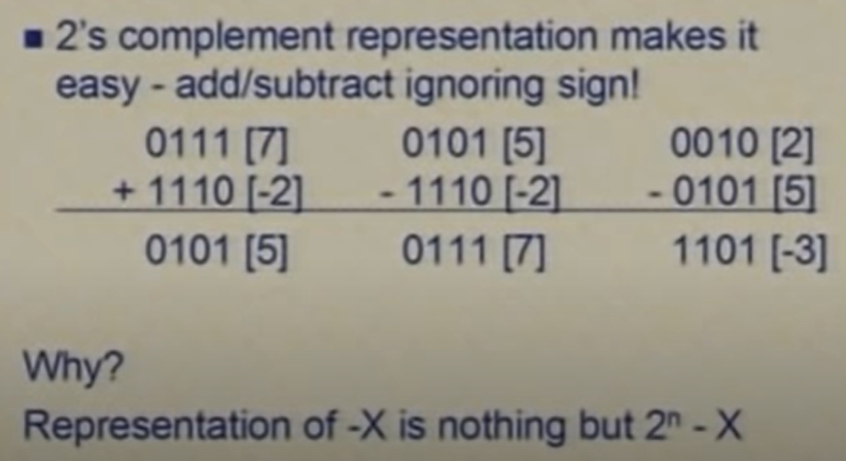 ■ 2's complement representation makes it
easy - add/subtract ignoring sign!
0111 [7] 0101 [5] 0010 [2]
+ 1110 [-2] - 1110 [-2] - 0101 [5]
0101 [5] 0111 [7] 1101 [-3]
Why?
Representation of -X is nothing but 2ⁿ - X